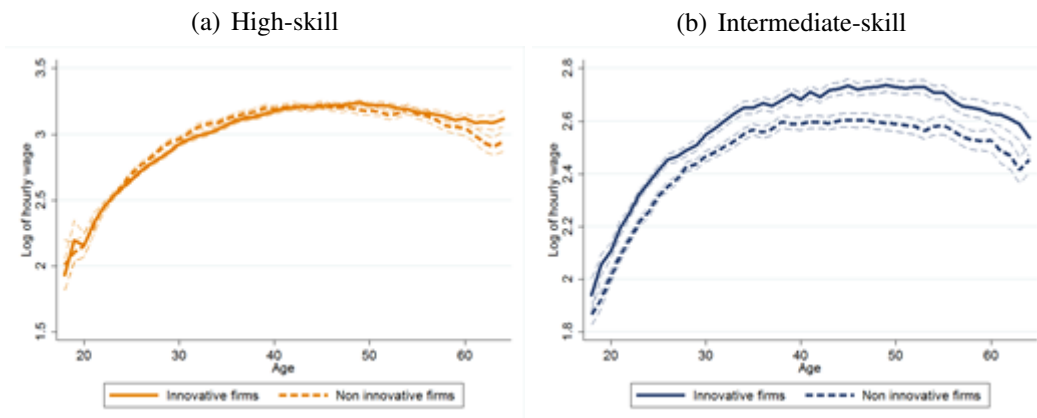 (a) High-skill
3.5
3
2.5
2
1.5
Log of hourly wage
20 30 40 50 60
Age
Innovative firms Non innovative firms
(b) Intermediate-skill
2.8
2.6
2.4
2.2
2
1.8
Log of hourly wage
20 30 40 50 60
Age
Innovative firms Non innovative firms